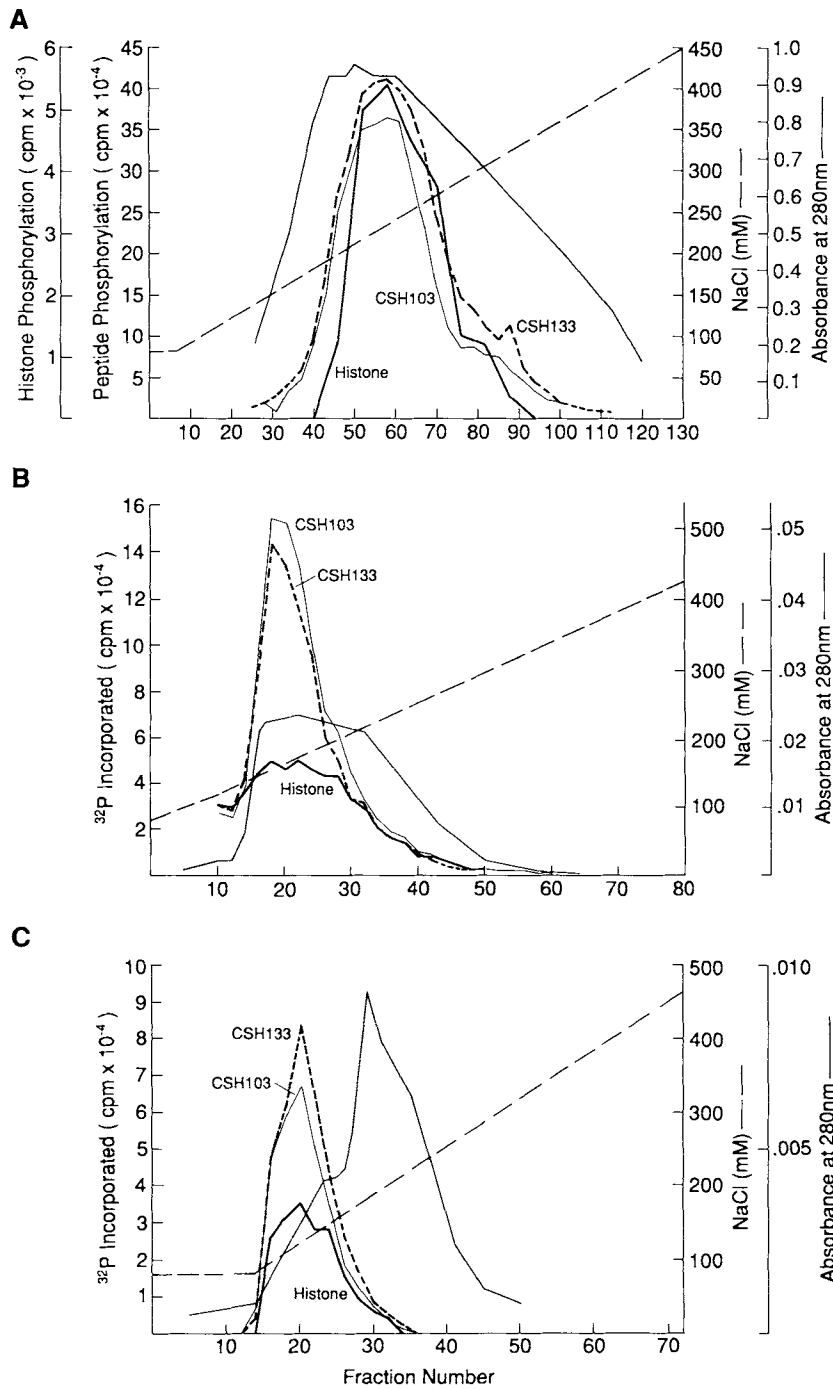 A
Histone Phosphorylation ( cpm x 10⁻³ )
6
5
4
3
2
1
Peptide Phosphorylation ( cpm x 10⁻⁴ )
45
40
35
30
25
20
15
10
5
450
400
350
300
250
200
150
100
50
NaCl (mM)
1.0
0.9
0.8
0.7
0.6
0.5
0.4
0.3
0.2
0.1
Absorbance at 280nm
CSH103
CSH133
Histone
10 20 30 40 50 60 70 80 90 100 110 120 130
B
³²P Incorporated ( cpm x 10⁻⁴ )
16
14
12
10
8
6
4
2
CSH103
CSH133
Histone
500
400
300
200
100
NaCl (mM)
.05
.04
.03
.02
.01
Absorbance at 280nm
10 20 30 40 50 60 70 80
C
³²P Incorporated ( cpm x 10⁻⁴ )
10
9
8
7
6
5
4
3
2
1
CSH133
CSH103
Histone
500
400
300
200
100
NaCl (mM)
.010
.005
Absorbance at 280nm
10 20 30 40 50 60 70
Fraction Number